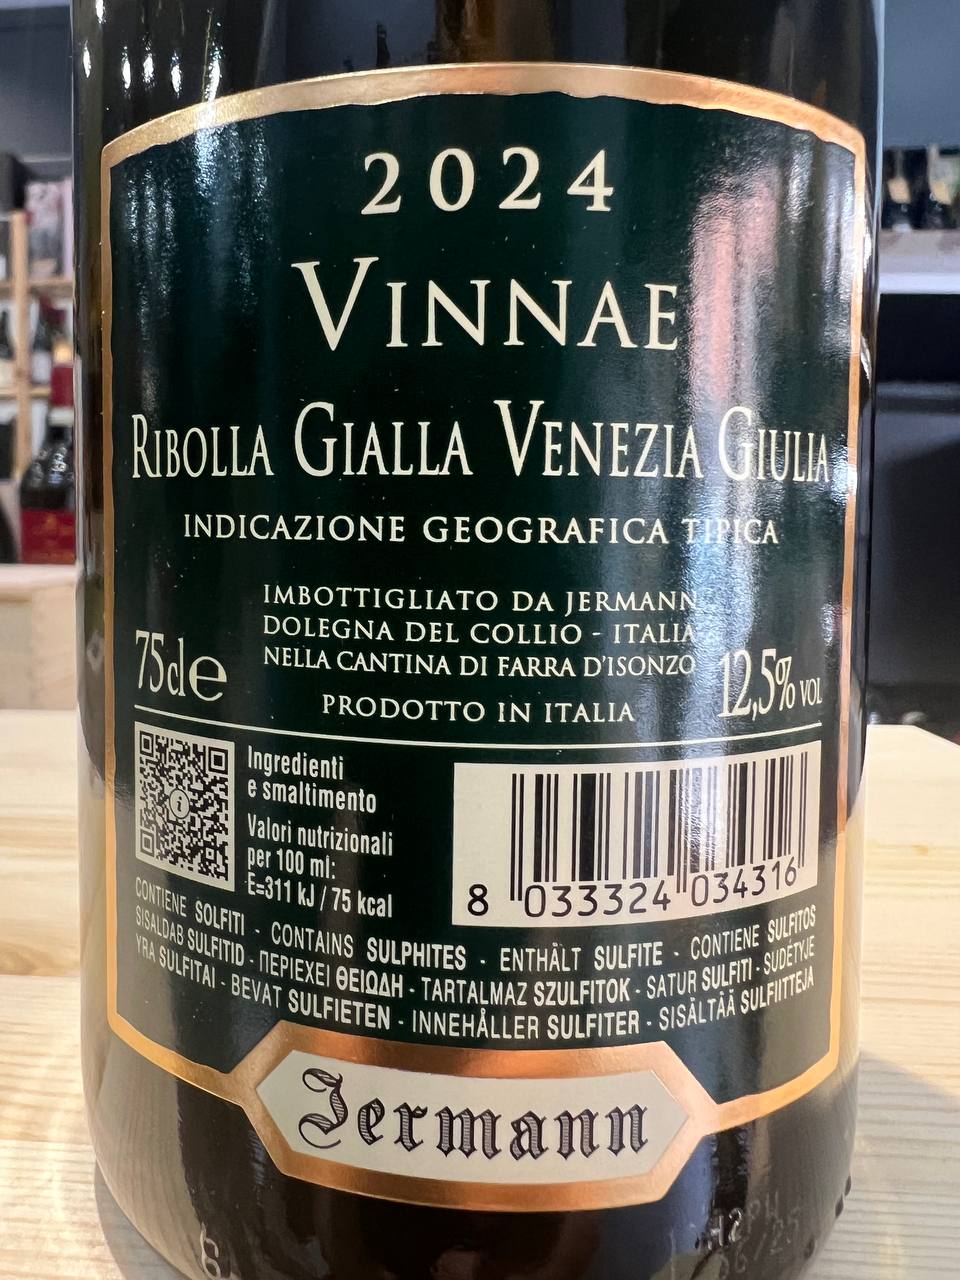 2024
VINNAE
RIBOLLA GIALLA VENEZIA GIULIA
INDICAZIONE GEOGRAFICA TIPICA
IMBOTTIGLIATO DA JERMANN
DOLEGNA DEL COLLIO - ITALIA
NELLA CANTINA DI FARRA D'ISONZO
PRODOTTO IN ITALIA
75cl e
12,5% VOL
Ingredienti
e smaltimento
Valori nutrizionali
per 100 ml:
E=311 kJ / 75 kcal
8 033324 034316
CONTIENE SOLFITI - CONTAINS SULPHITES - ENTHÄLT SULFITE - CONTIENE SULFITOS
SISALDAB SULFITID - ΠΕΡΙΕΧΕΙ ΘΕΙΩΔΗ - TARTALMAZ SZULFITOK - SATUR SULFITI - SUDĖTYJE
YRA SULFITAI - BEVAT SULFIETEN - INNEHÅLLER SULFITER - SISÄLTÄÄ SULFIITTEJA
Jermann